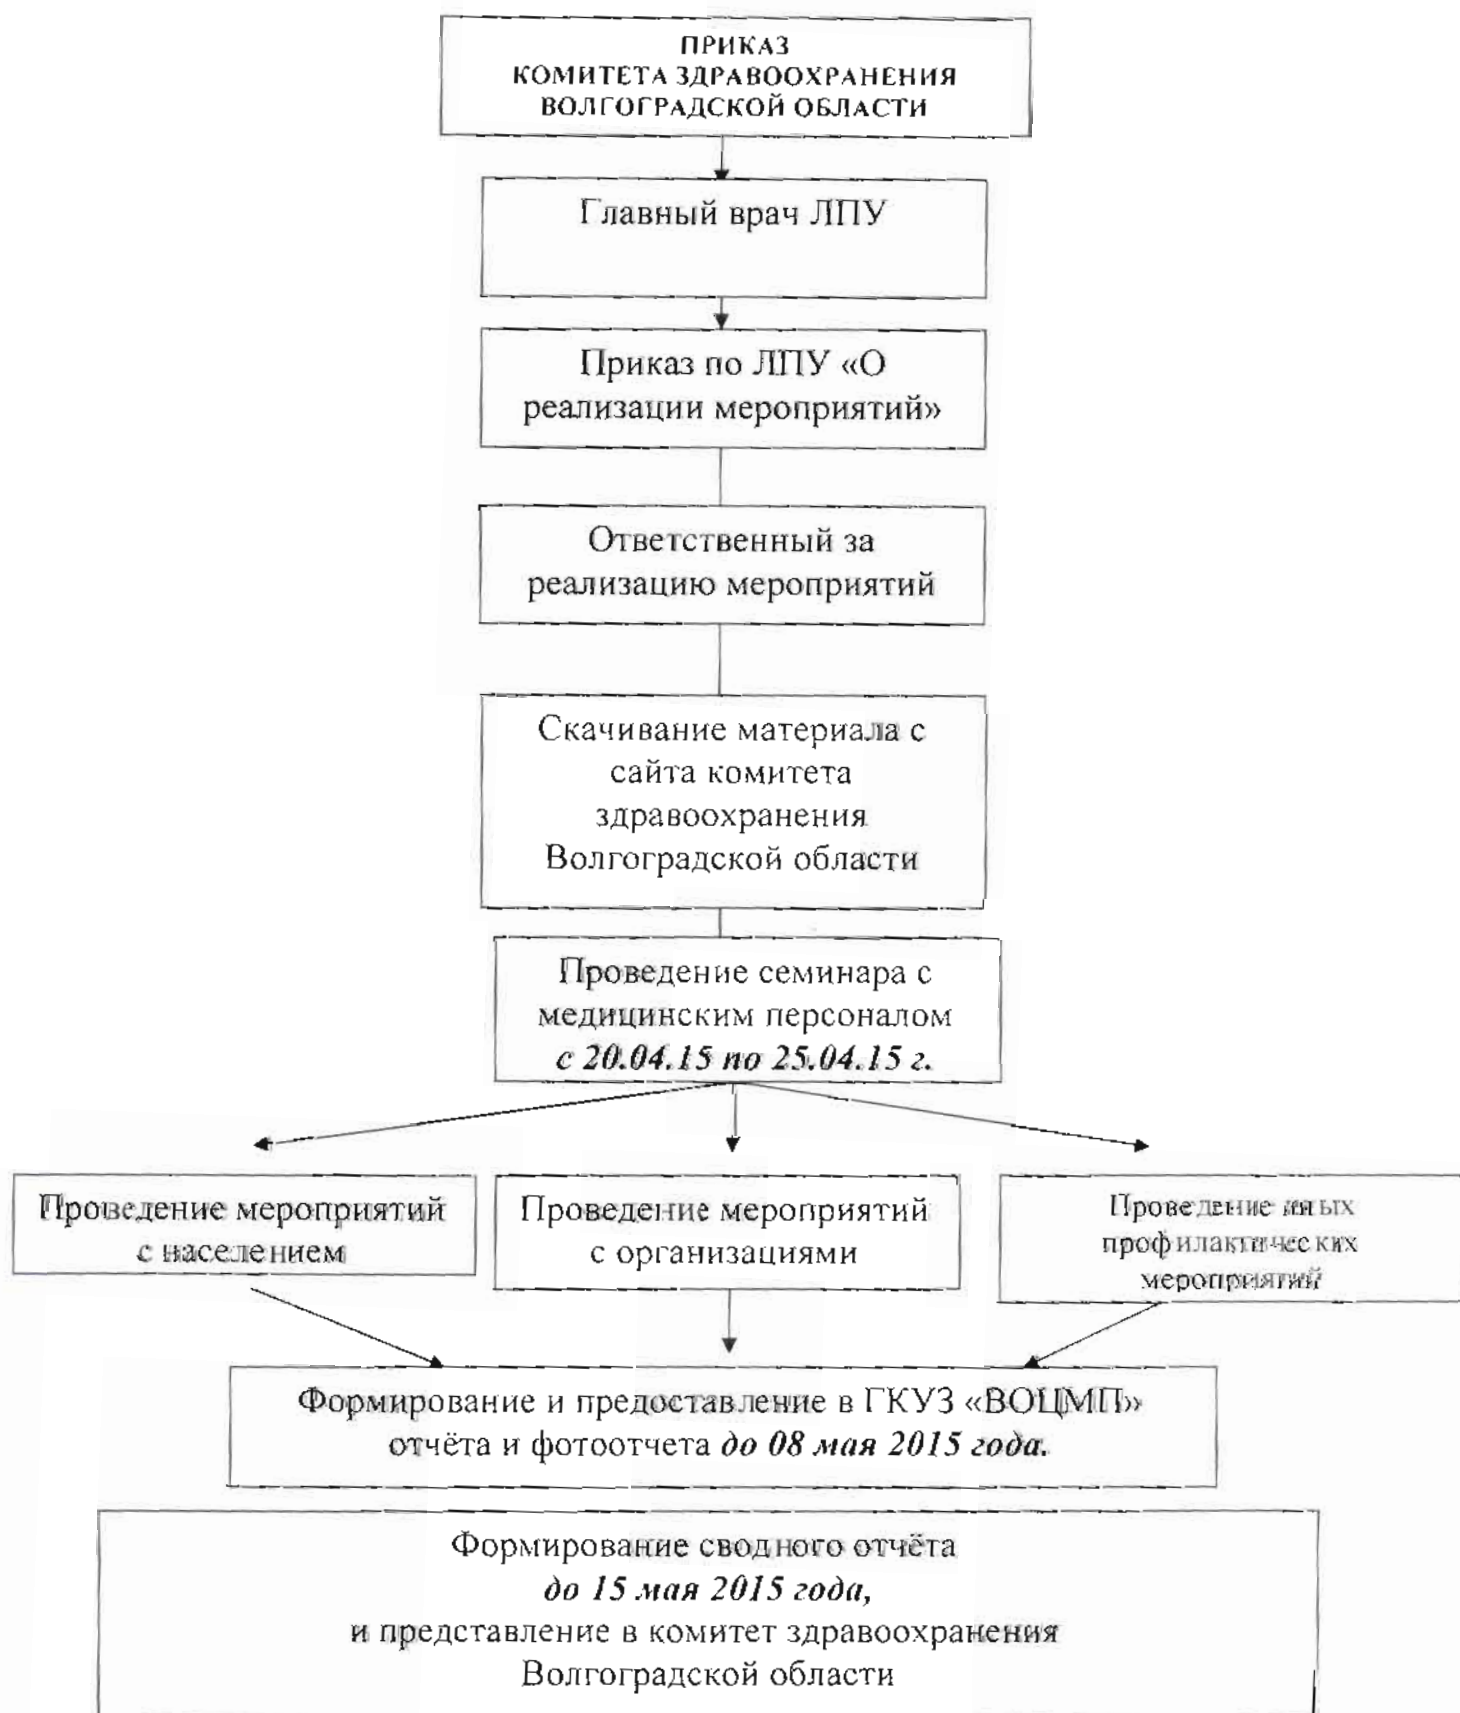 ПРИКАЗ
КОМИТЕТА ЗДРАВООХРАНЕНИЯ
ВОЛГОГРАДСКОЙ ОБЛАСТИ
Главный врач ЛПУ
Приказ по ЛПУ «О
реализации мероприятий»
Ответственный за
реализацию мероприятий
Скачивание материала с
сайта комитета
здравоохранения
Волгоградской области
Проведение семинара с
медицинским персоналом
с 20.04.15 по 25.04.15 г.
Проведение мероприятий
с населением
Проведение мероприятий
с организациями
Проведение иных
профилактических
мероприятий
Формирование и предоставление в ГКУЗ «ВОЦМП»
отчёта и фотоотчета до 08 мая 2015 года.
Формирование сводного отчёта
до 15 мая 2015 года,
и представление в комитет здравоохранения
Волгоградской области